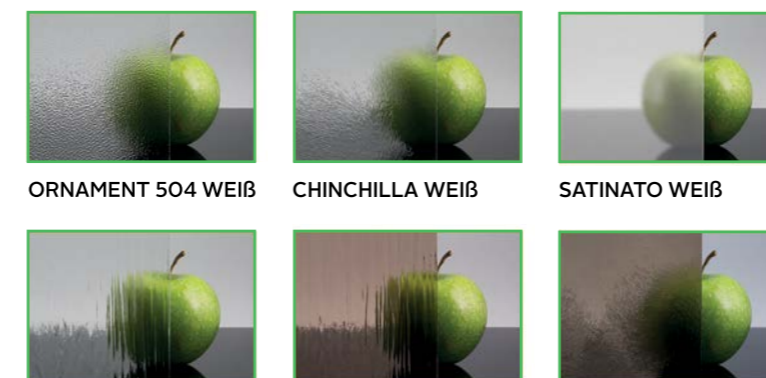 ORNAMENT 504 WEIß
CHINCHILLA WEIß
SATINATO WEIß